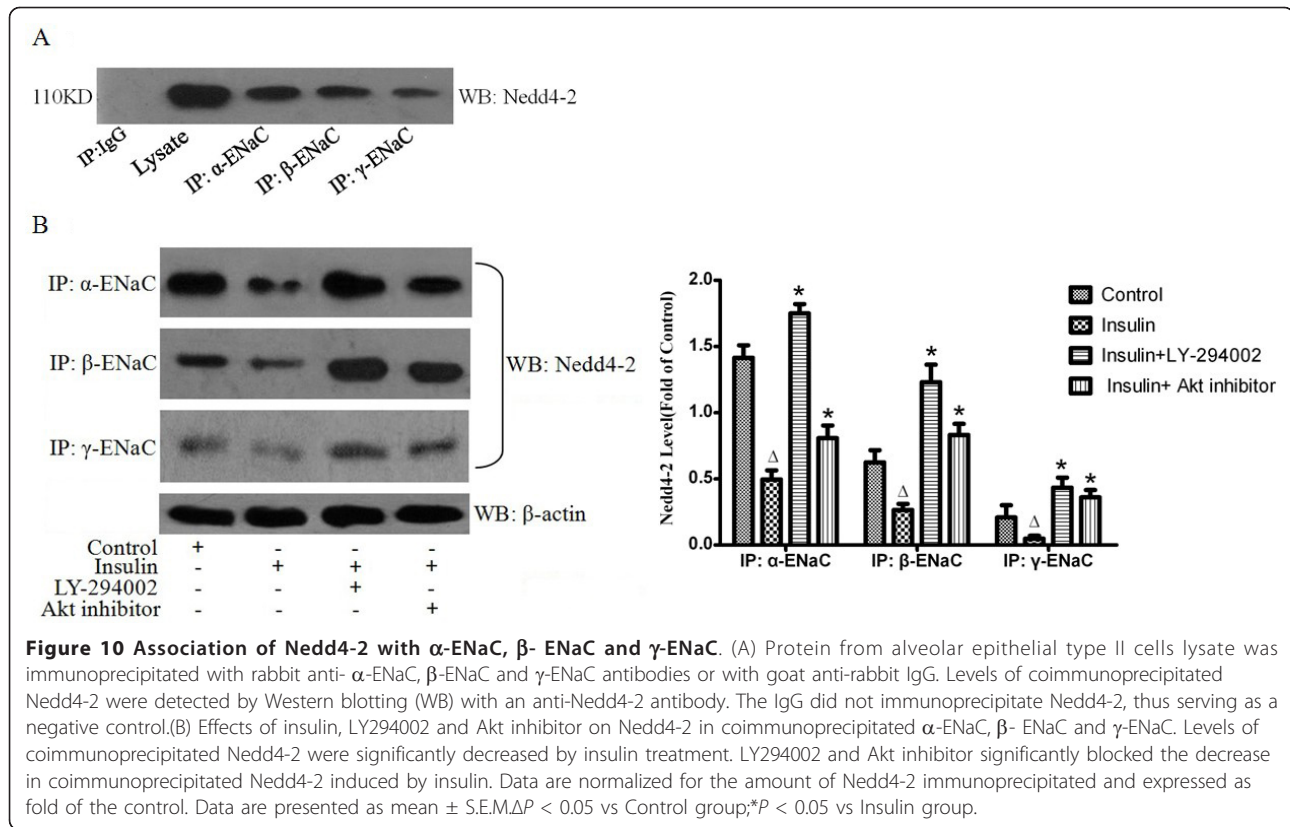 A
110KD
WB: Nedd4-2
IP:IgG
Lysate
IP: α-ENaC
IP: β-ENaC
IP: γ-ENaC
B
IP: α-ENaC
IP: β-ENaC
WB: Nedd4-2
IP: γ-ENaC
WB: β-actin
Control + - - -
Insulin - + + +
LY-294002 - - + -
Akt inhibitor - - - +
Nedd4-2 Level(Fold of Control)
2.0
1.5
1.0
0.5
0.0
Δ * *
Δ * *
Δ * *
IP: α-ENaC IP: β-ENaC IP: γ-ENaC
Control
Insulin
Insulin+LY-294002
Insulin+ Akt inhibitor
Figure 10 Association of Nedd4-2 with α-ENaC, β- ENaC and γ-ENaC. (A) Protein from alveolar epithelial type II cells lysate was
immunoprecipitated with rabbit anti- α-ENaC, β-ENaC and γ-ENaC antibodies or with goat anti-rabbit IgG. Levels of coimmunoprecipitated
Nedd4-2 were detected by Western blotting (WB) with an anti-Nedd4-2 antibody. The IgG did not immunoprecipitate Nedd4-2, thus serving as a
negative control.(B) Effects of insulin, LY294002 and Akt inhibitor on Nedd4-2 in coimmunoprecipitated α-ENaC, β- ENaC and γ-ENaC. Levels of
coimmunoprecipitated Nedd4-2 were significantly decreased by insulin treatment. LY294002 and Akt inhibitor significantly blocked the decrease
in coimmunoprecipitated Nedd4-2 induced by insulin. Data are normalized for the amount of Nedd4-2 immunoprecipitated and expressed as
fold of the control. Data are presented as mean ± S.E.M.ΔP < 0.05 vs Control group;*P < 0.05 vs Insulin group.